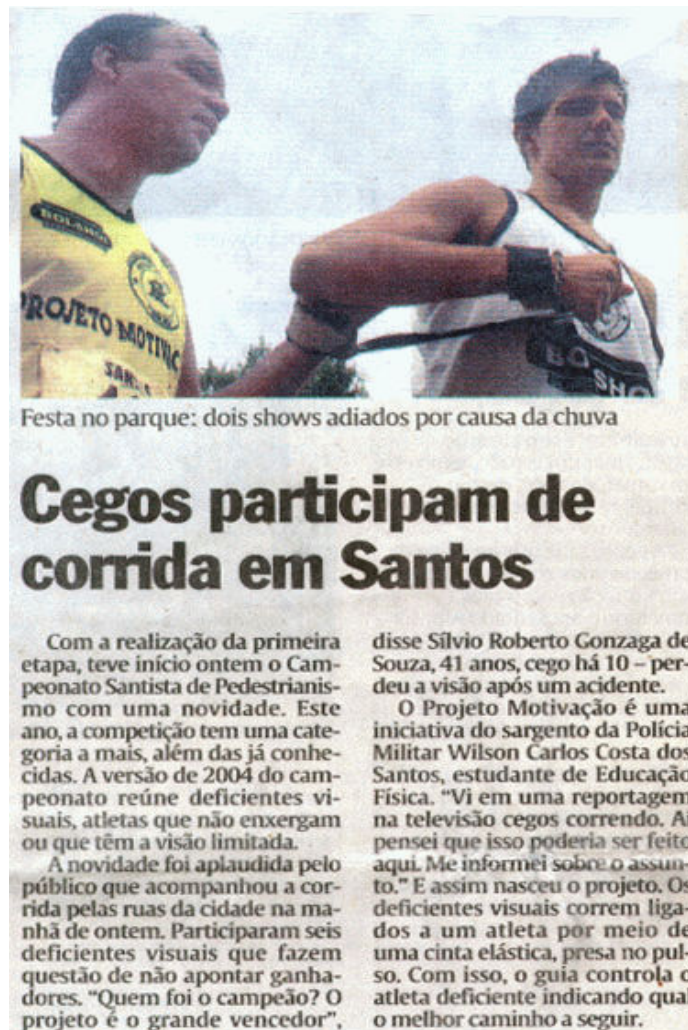 BOLSHOI
PROJETO MOTIVAÇ
SAN
BO SHO
Festa no parque: dois shows adiados por causa da chuva
Cegos participam de
corrida em Santos
Com a realização da primeira
etapa, teve início ontem o Cam-
peonato Santista de Pedestrianis-
mo com uma novidade. Este
ano, a competição tem uma cate-
goria a mais, além das já conhe-
cidas. A versão de 2004 do cam-
peonato reúne deficientes vi-
suais, atletas que não enxergam
ou que têm a visão limitada.
A novidade foi aplaudida pelo
público que acompanhou a cor-
rida pelas ruas da cidade na ma-
nhã de ontem. Participaram seis
deficientes visuais que fazem
questão de não apontar ganha-
dores. “Quem foi o campeão? O
projeto é o grande vencedor”,
disse Sílvio Roberto Gonzaga de
Souza, 41 anos, cego há 10 – per-
deu a visão após um acidente.
O Projeto Motivação é uma
iniciativa do sargento da Polícia
Militar Wilson Carlos Costa dos
Santos, estudante de Educação
Física. “Vi em uma reportagem
na televisão cegos correndo. Aí
pensei que isso poderia ser feito
aqui. Me informei sobre o assun-
to.” E assim nasceu o projeto. Os
deficientes visuais correm liga-
dos a um atleta por meio de
uma cinta elástica, presa no pul-
so. Com isso, o guia controla o
atleta deficiente indicando qual
o melhor caminho a seguir.